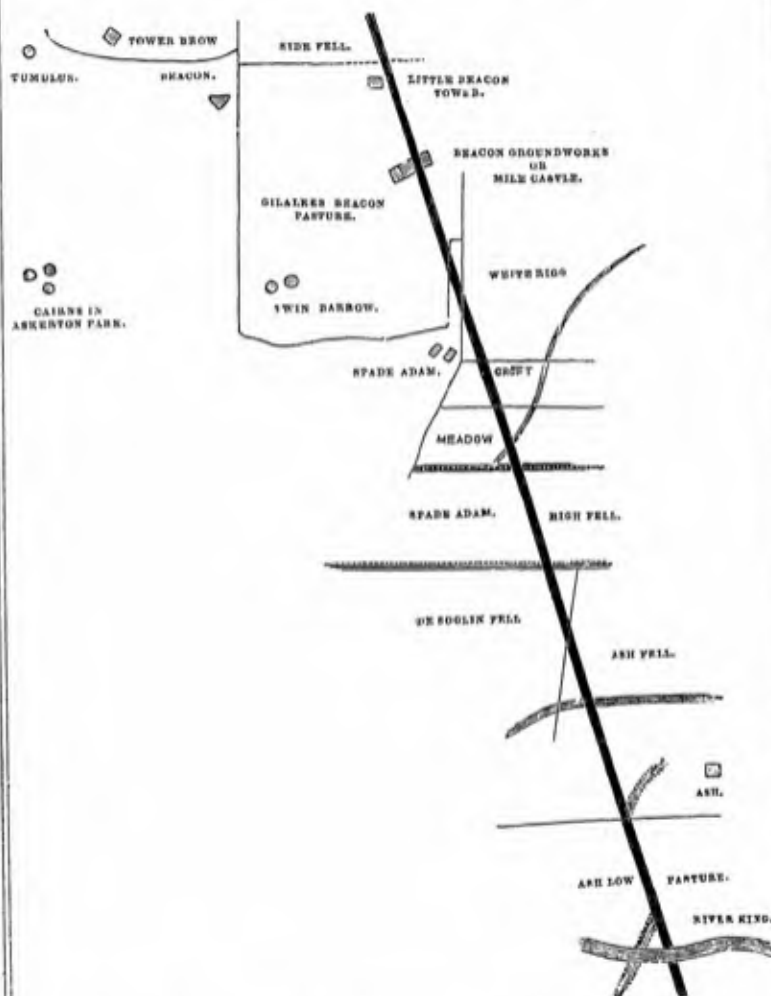 TOWER BROW
SIDE FELL.
TUMULUS.
BEACON.
LITTLE BEACON
TOWER.
BEACON GROUNDWORKS
OR
MILE CASTLE.
GILALRES BEACON
PASTURE.
WHITE RIGG
CAIRNS IN
ASKERTON PARK.
TWIN BARROW.
SPADE ADAM.
CROFT
MEADOW
SPADE ADAM.
HIGH FELL.
DE SOGLIN FELL
ASH FELL.
ASH.
ASH LOW PASTURE.
RIVER KING.